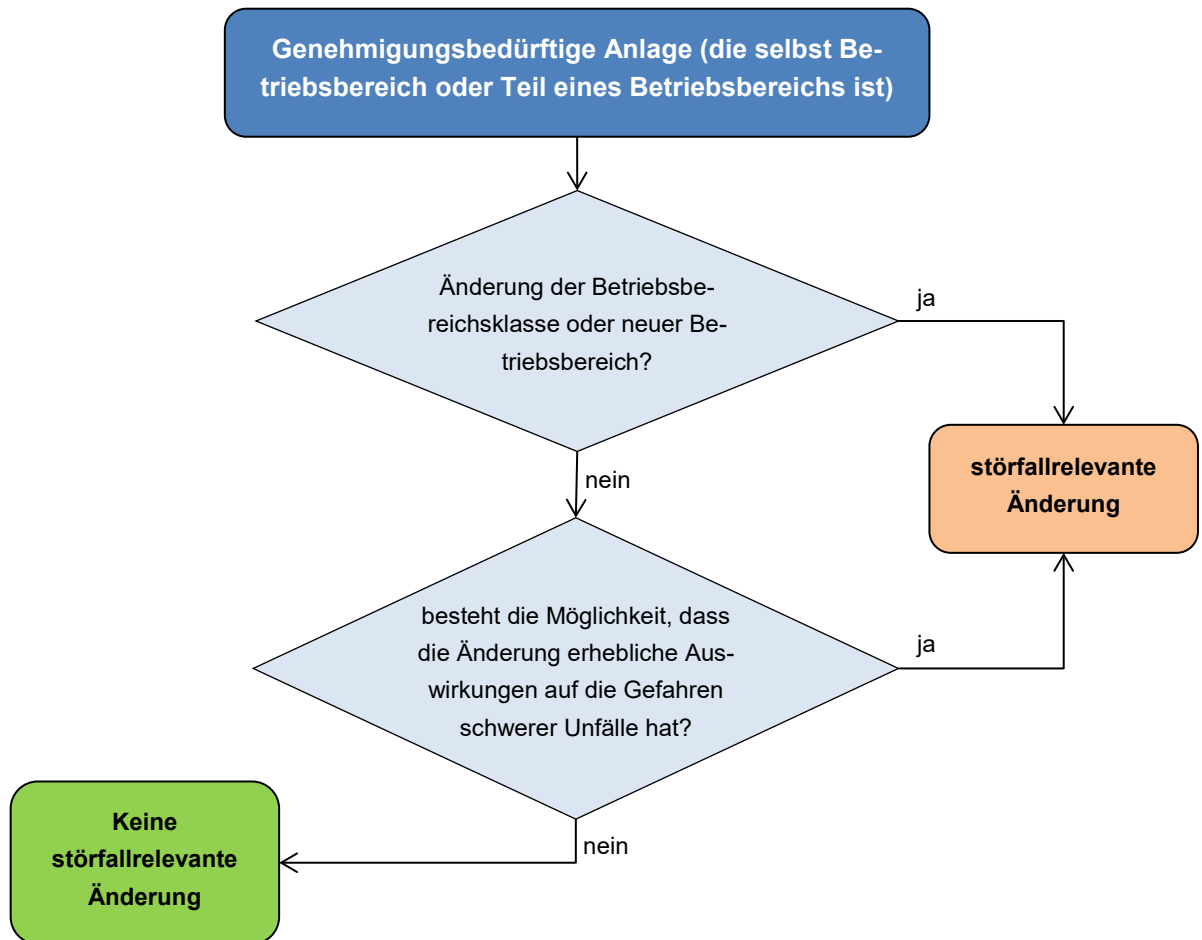 Genehmigungsbedürftige Anlage (die selbst Be-
triebsbereich oder Teil eines Betriebsbereichs ist)
Änderung der Betriebsbe-
reichsklasse oder neuer Be-
triebsbereich?
ja
störfallrelevante
Änderung
nein
besteht die Möglichkeit, dass
die Änderung erhebliche Aus-
wirkungen auf die Gefahren
schwerer Unfälle hat?
ja
nein
Keine
störfallrelevante
Änderung